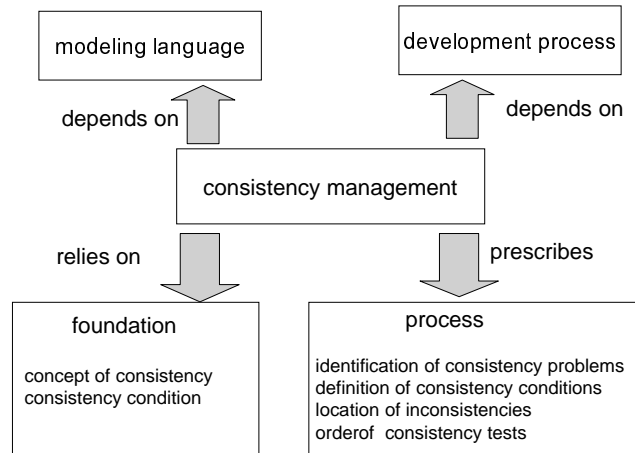 modeling language
development process
depends on
depends on
consistency management
relies on
prescribes
foundation
concept of consistency
consistency condition
process
identification of consistency problems
definition of consistency conditions
location of inconsistencies
orderof consistency tests